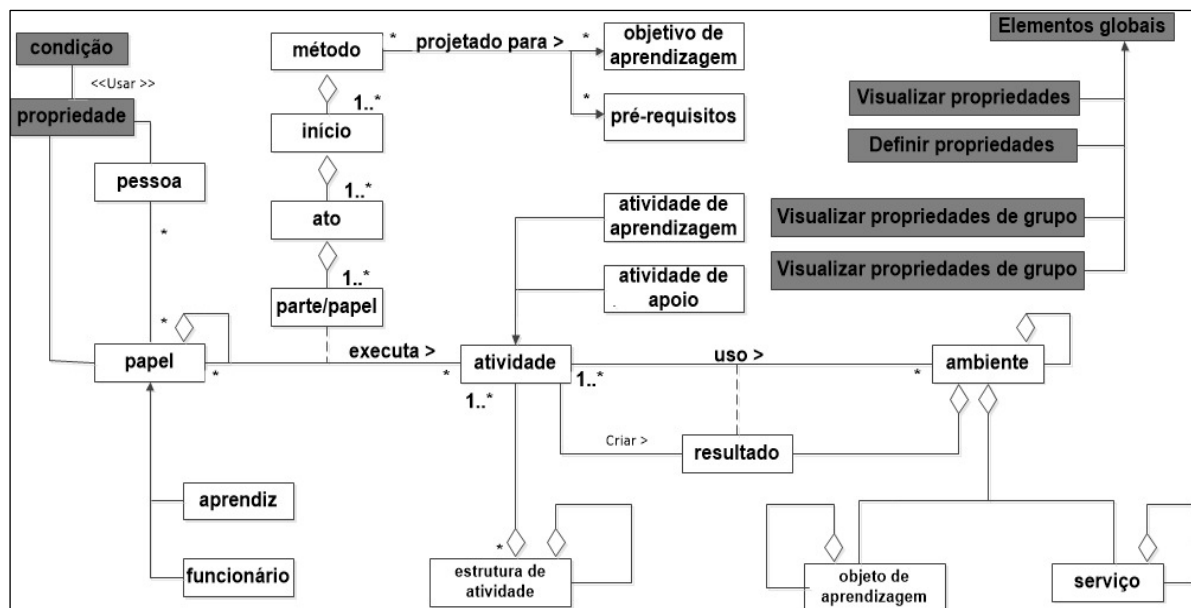 condição
<<Usar >>
propriedade
pessoa
*
*
papel
*
aprendiz
funcionário
método
* projetado para > *
*
objetivo de
aprendizagem
pré-requisitos
1..*
início
1..*
ato
1..*
parte/papel
executa >
*
atividade
1..*
1..*
atividade de
aprendizagem
atividade de
apoio
uso >
*
ambiente
Criar >
resultado
*
estrutura de
atividade
objeto de
aprendizagem
serviço
Elementos globais
Visualizar propriedades
Definir propriedades
Visualizar propriedades de grupo
Visualizar propriedades de grupo